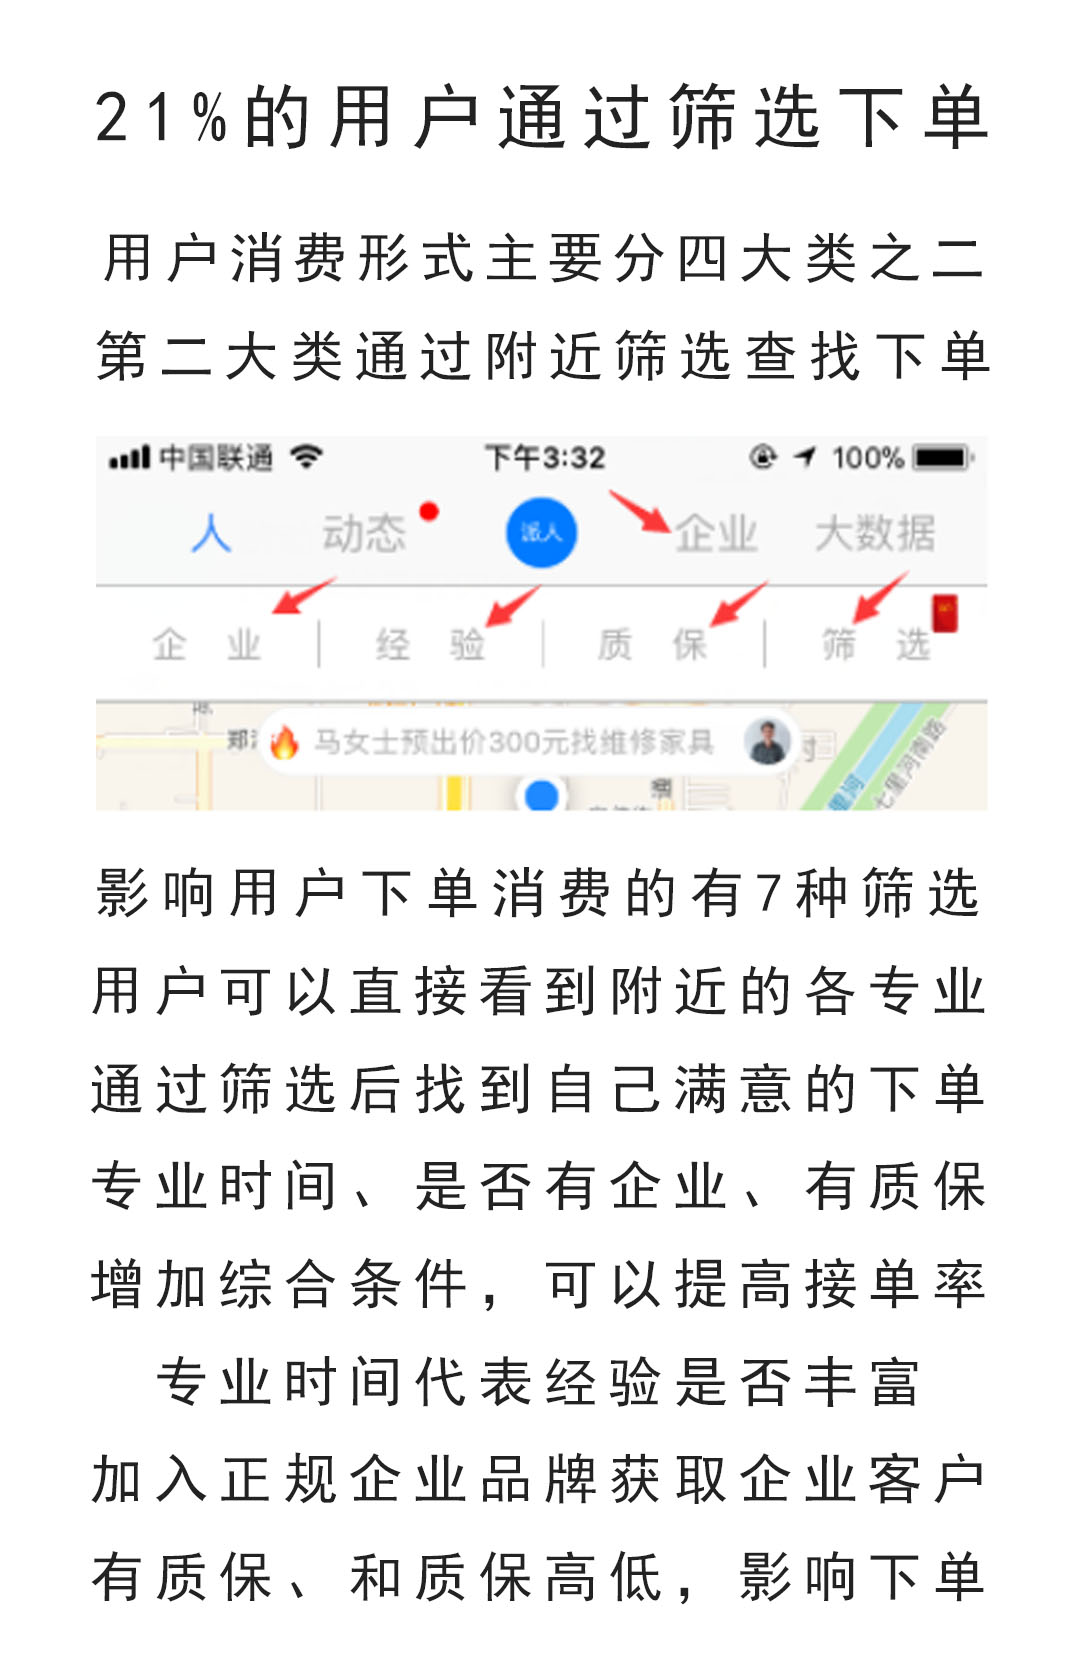 21%的用户通过筛选下单
用户消费形式主要分四大类之二
第二大类通过附近筛选查找下单
中国联通 下午3:32 100%
人 动态 派人 企业 大数据
企业 | 经验 | 质保 | 筛选
马女士预出价300元找维修家具
七里河南路
里河
影响用户下单消费的有7种筛选
用户可以直接看到附近的各专业
通过筛选后找到自己满意的下单
专业时间、是否有企业、有质保
增加综合条件，可以提高接单率
专业时间代表经验是否丰富
加入正规企业品牌获取企业客户
有质保、和质保高低，影响下单